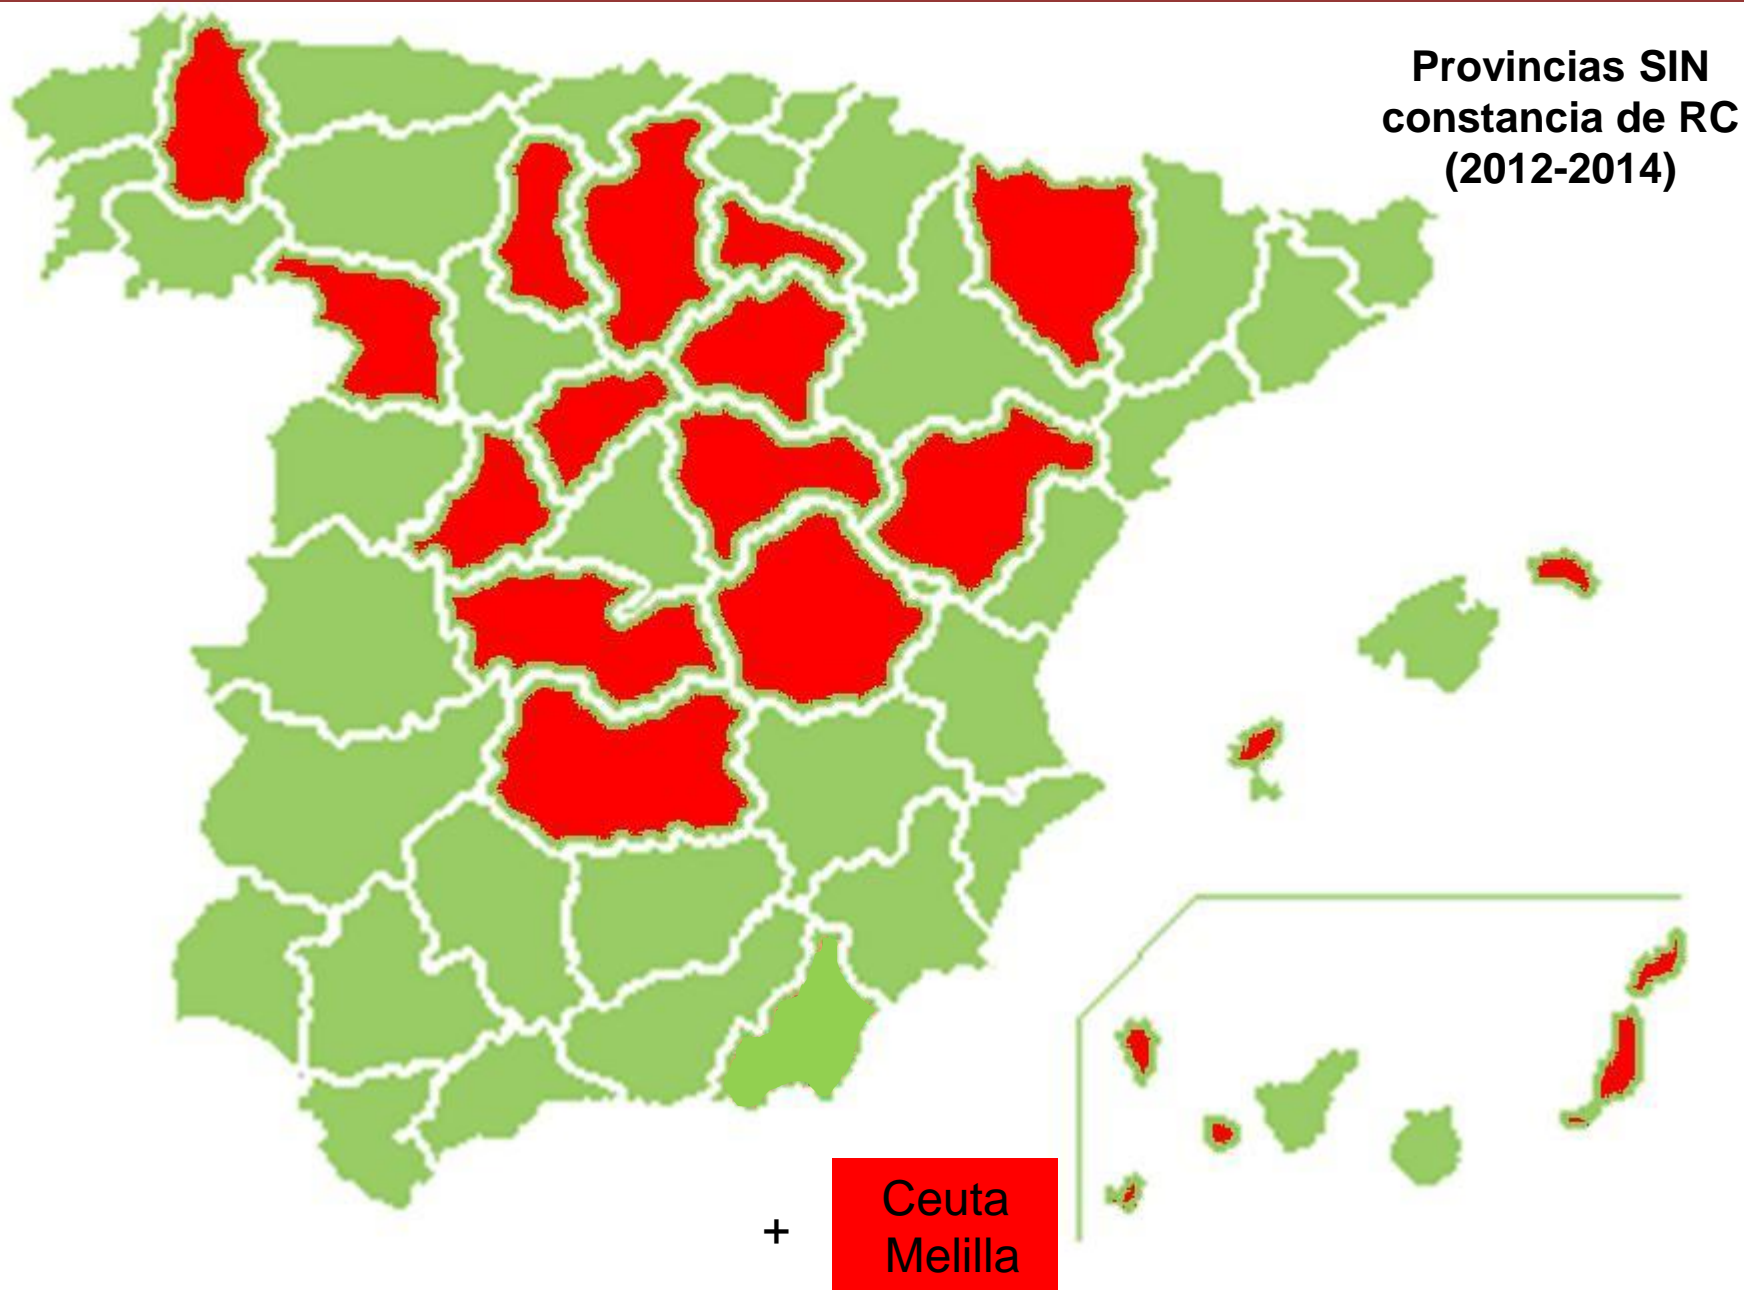 Provincias SIN
constancia de RC
(2012-2014)
+
Ceuta
Melilla